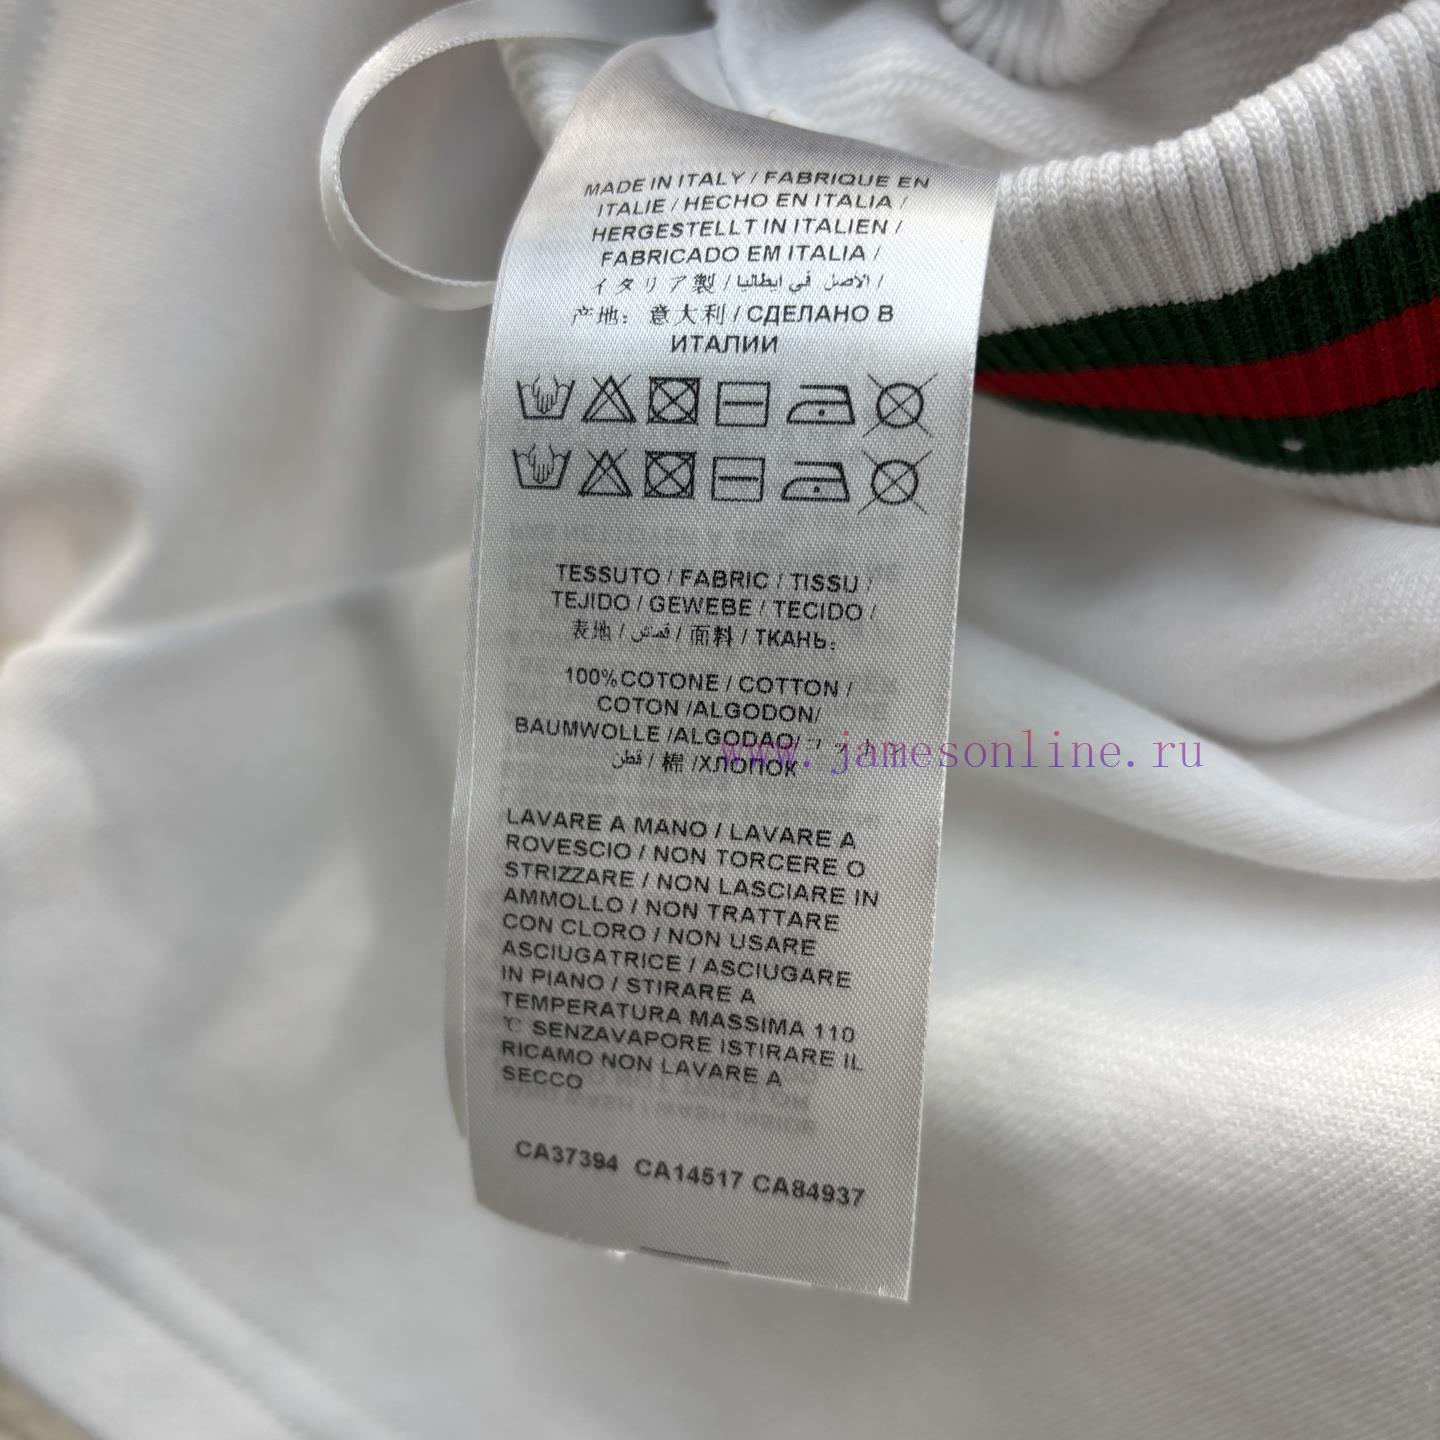 MADE IN ITALY / FABRIQUE EN
ITALIE / HECHO EN ITALIA /
HERGESTELLT IN ITALIEN /
FABRICADO EM ITALIA /
イタリア製 / الاصل في ايطاليا /
产地：意大利 / СДЕЛАНО В
ИТАЛИИ
TESSUTO / FABRIC / TISSU /
TEJIDO / GEWEBE / TECIDO /
表地 / قماش / 面料 / ТКАНЬ:
100%COTONE / COTTON /
COTON /ALGODON/
BAUMWOLLE /ALGODAO/
قطن / 棉 /ХЛОПОК
www.jamesonline.ru
LAVARE A MANO / LAVARE A
ROVESCIO / NON TORCERE O
STRIZZARE / NON LASCIARE IN
AMMOLLO / NON TRATTARE
CON CLORO / NON USARE
ASCIUGATRICE / ASCIUGARE
IN PIANO / STIRARE A
TEMPERATURA MASSIMA 110
℃ SENZAVAPORE ISTIRARE IL
RICAMO NON LAVARE A
SECCO
CA37394 CA14517 CA84937